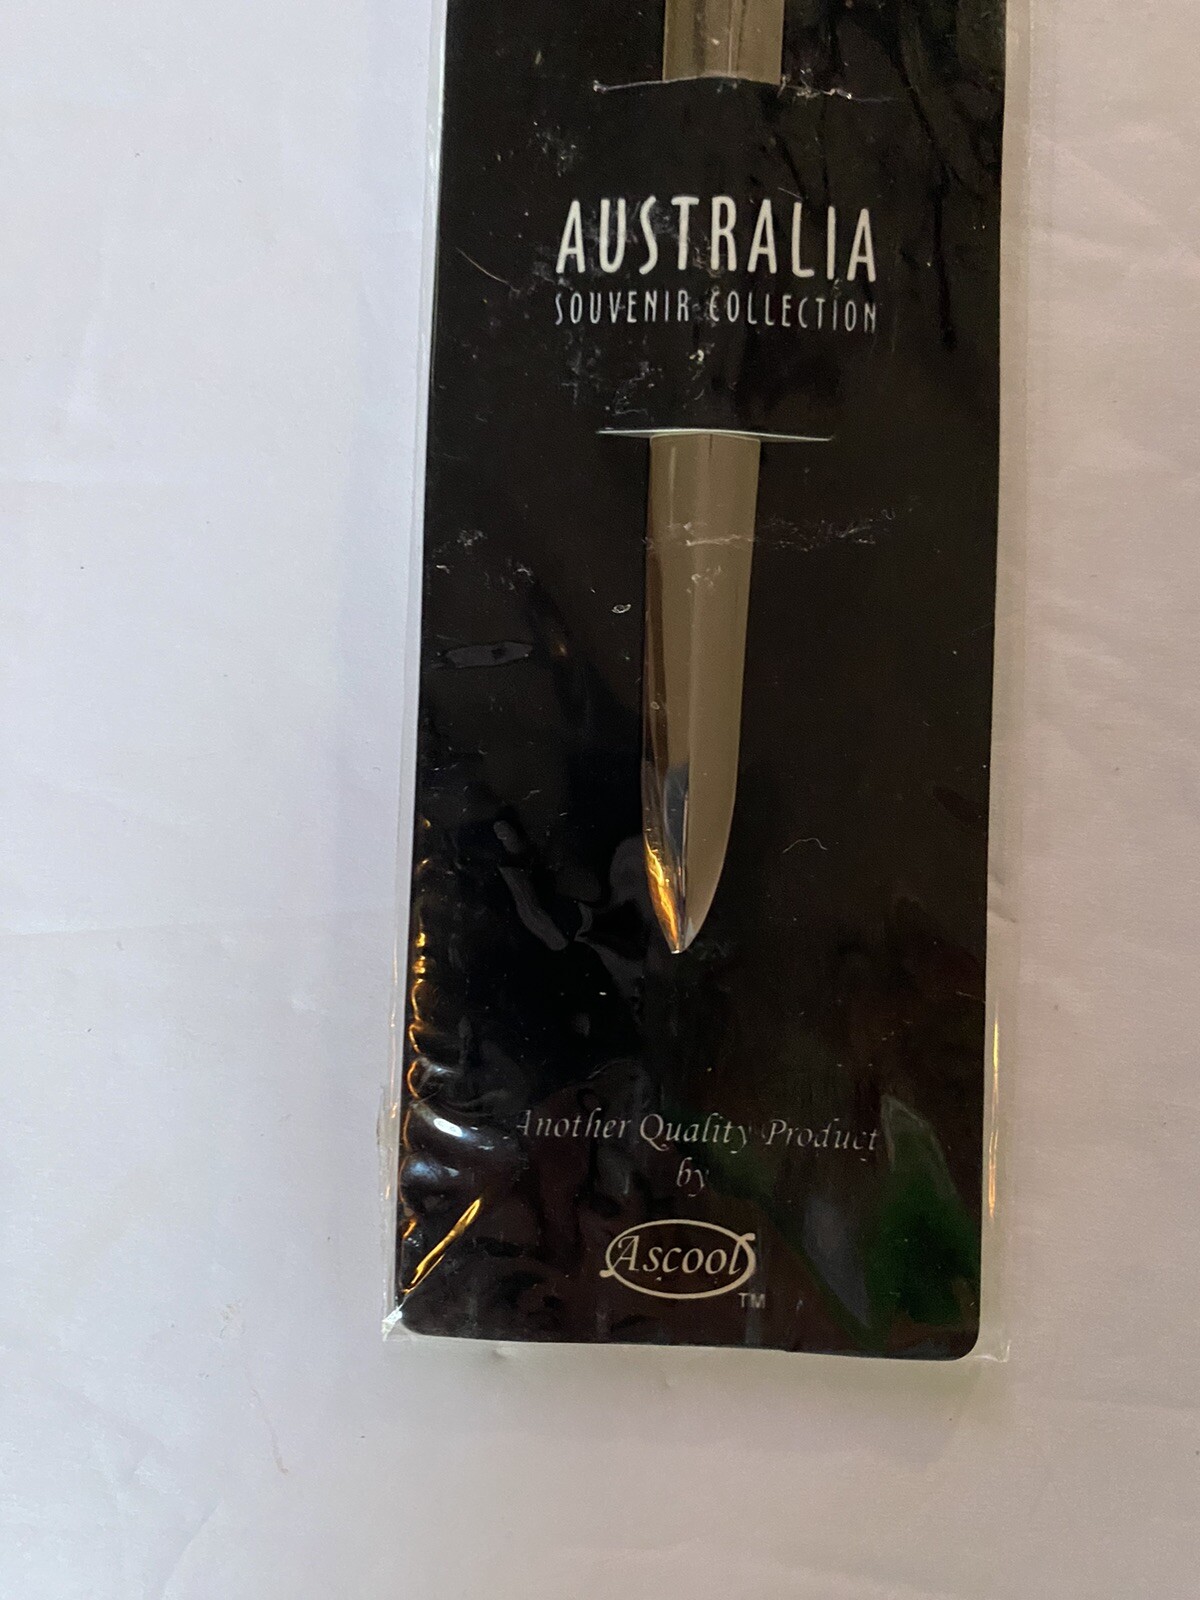 AUSTRALIA
SOUVENIR COLLECTION
Another Quality Product
by
Ascool
TM